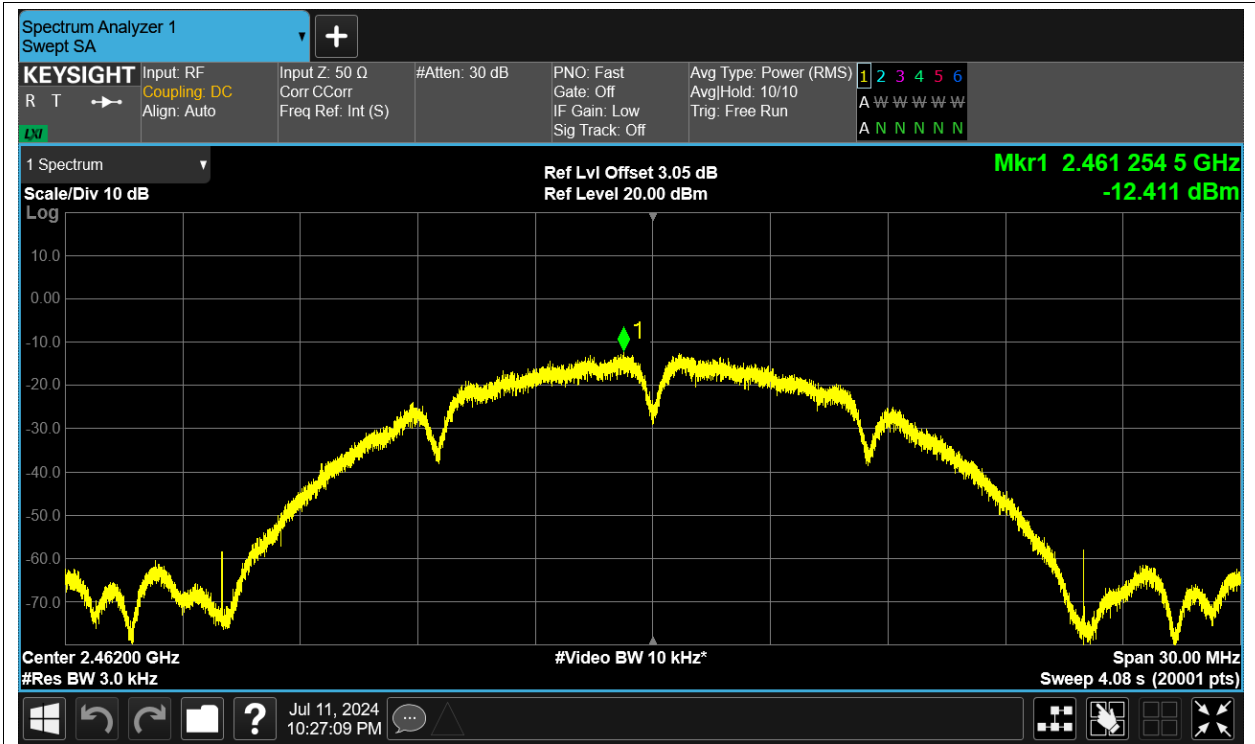 Spectrum Analyzer 1
Swept SA
+
KEYSIGHT
R T
LXI
Input: RF
Coupling: DC
Align: Auto
Input Z: 50 Ω
Corr CCorr
Freq Ref: Int (S)
#Atten: 30 dB
PNO: Fast
Gate: Off
IF Gain: Low
Sig Track: Off
Avg Type: Power (RMS)
Avg|Hold: 10/10
Trig: Free Run
1 2 3 4 5 6
A W W W W W
A N N N N N
1 Spectrum
Scale/Div 10 dB
Log
Ref Lvl Offset 3.05 dB
Ref Level 20.00 dBm
Mkr1 2.461 254 5 GHz
-12.411 dBm
10.0
0.00
-10.0
-20.0
-30.0
-40.0
-50.0
-60.0
-70.0
1
Center 2.46200 GHz
#Res BW 3.0 kHz
#Video BW 10 kHz*
Span 30.00 MHz
Sweep 4.08 s (20001 pts)
?
Jul 11, 2024
10:27:09 PM